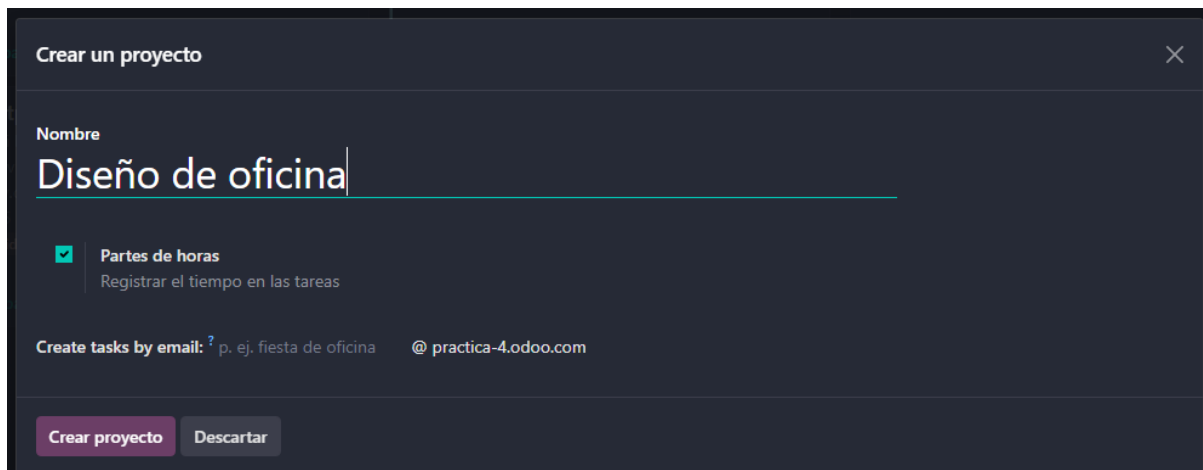 Crear un proyecto
Nombre
Diseño de oficina
Partes de horas
Registrar el tiempo en las tareas
Create tasks by email: ? p. ej. fiesta de oficina @ practica-4.odoo.com
Crear proyecto Descartar